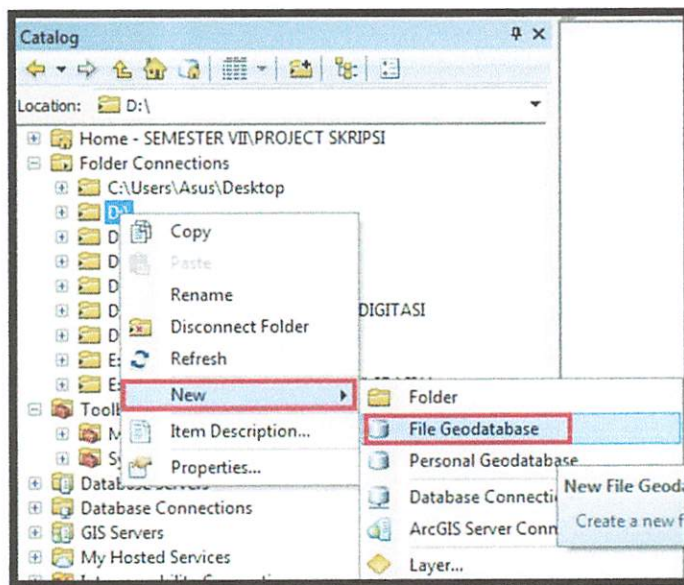 Catalog
Location: D:\
Home - SEMESTER VII\PROJECT SKRIPSI
Folder Connections
C:\Users\Asus\Desktop
D:\
Copy
D
Paste
D
Rename
D
D
DIGITASI
Disconnect Folder
D
Refresh
E:
E:
New
Folder
Item Description...
File Geodatabase
Properties...
Personal Geodatabase
Database Connections
New File Geoda
Create a new f
GIS Servers
ArcGIS Server Conn
My Hosted Services
Layer...